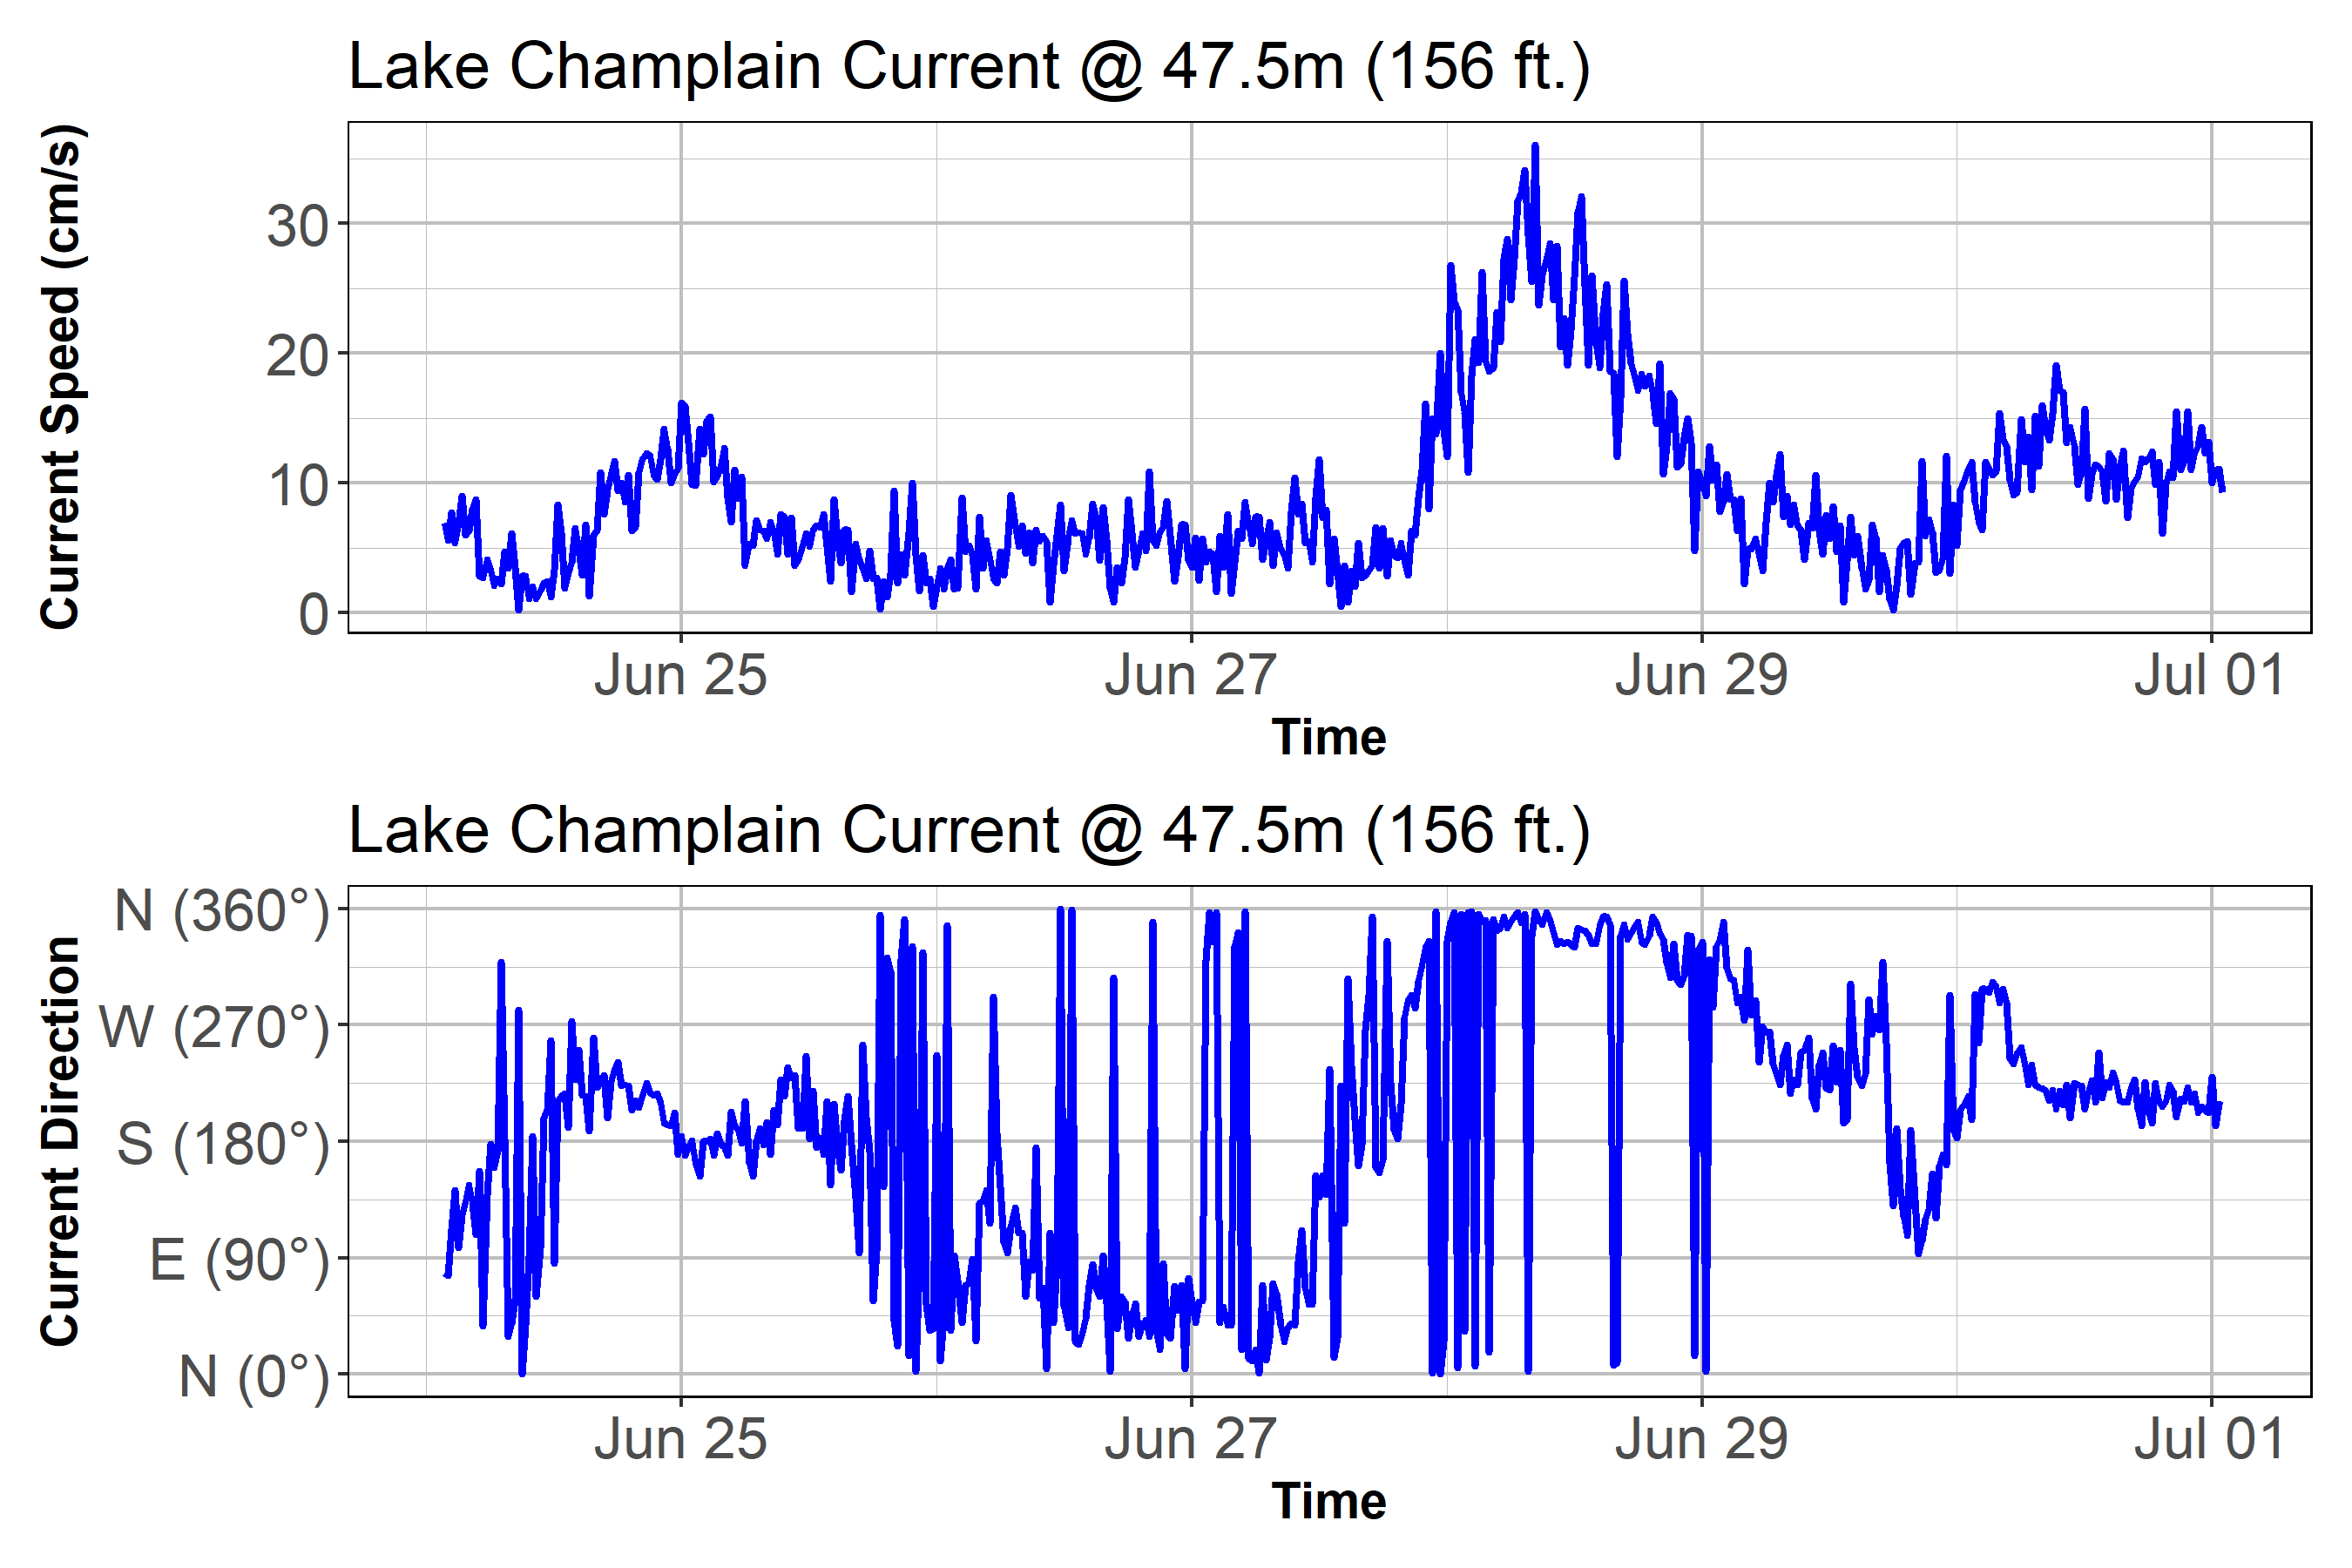 Lake Champlain Current @ 47.5m (156 ft.)
Current Speed (cm/s)
30
20
10
0
Jun 25 Jun 27 Jun 29 Jul 01
Time
Lake Champlain Current @ 47.5m (156 ft.)
Current Direction
N (360°)
W (270°)
S (180°)
E (90°)
N (0°)
Jun 25 Jun 27 Jun 29 Jul 01
Time